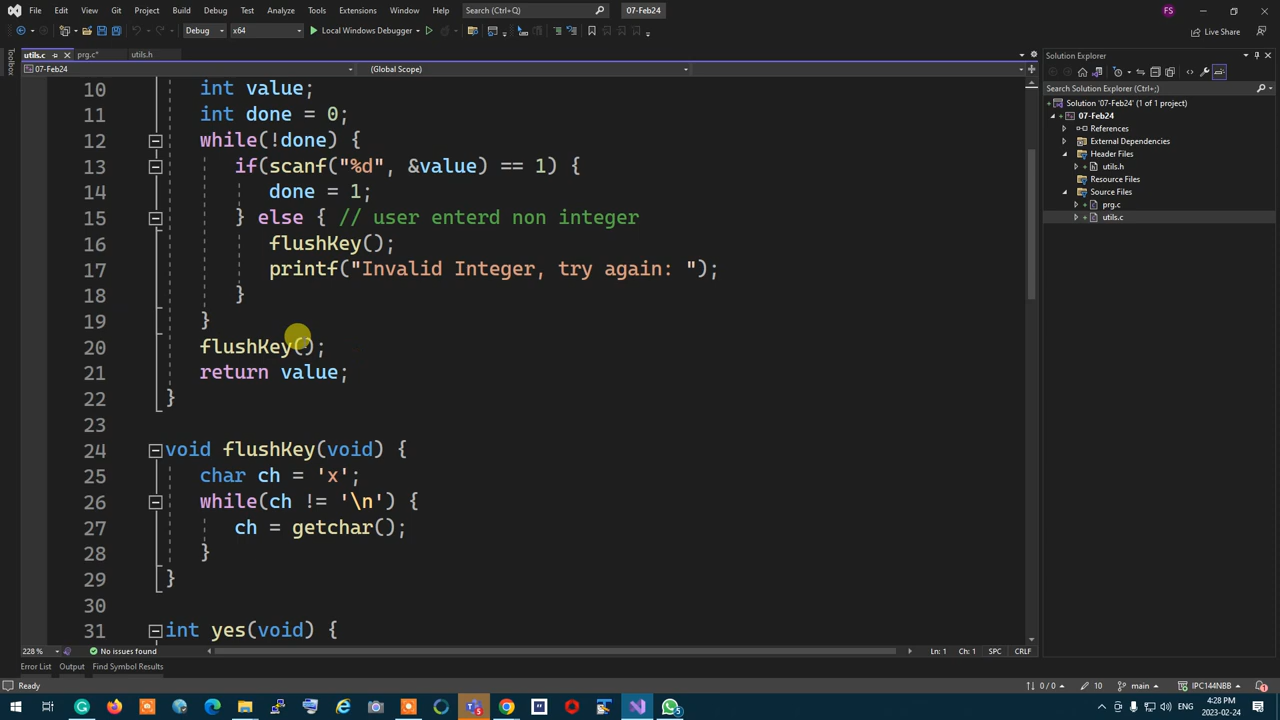 File Edit View Git Project Build Debug Test Analyze Tools Extensions Window Help Search (Ctrl+Q) 07-Feb24 FS
Debug x64 Local Windows Debugger Live Share
Toolbox
utils.c prg.c* utils.h
07-Feb24 (Global Scope)
10 int value;
11 int done = 0;
12 while(!done) {
13 if(scanf("%d", &value) == 1) {
14 done = 1;
15 } else { // user enterd non integer
16 flushKey();
17 printf("Invalid Integer, try again: ");
18 }
19 }
20 flushKey();
21 return value;
22 }
23
24 void flushKey(void) {
25 char ch = 'x';
26 while(ch != '\n') {
27 ch = getchar();
28 }
29 }
30
31 int yes(void) {
228 % No issues found Ln: 1 Ch: 1 SPC CRLF
Error List Output Find Symbol Results
Solution Explorer
Search Solution Explorer (Ctrl+;)
Solution '07-Feb24' (1 of 1 project)
07-Feb24
References
External Dependencies
Header Files
utils.h
Resource Files
Source Files
prg.c
utils.c
Ready 0 / 0 10 main IPC144NBB
ENG 4:28 PM
2023-02-24